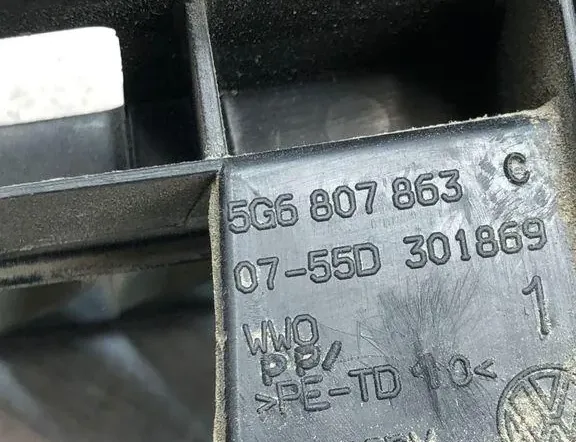 5G6 807 863 C
07-55D 301869
1
WWO
PP/
>PE-TD 10<